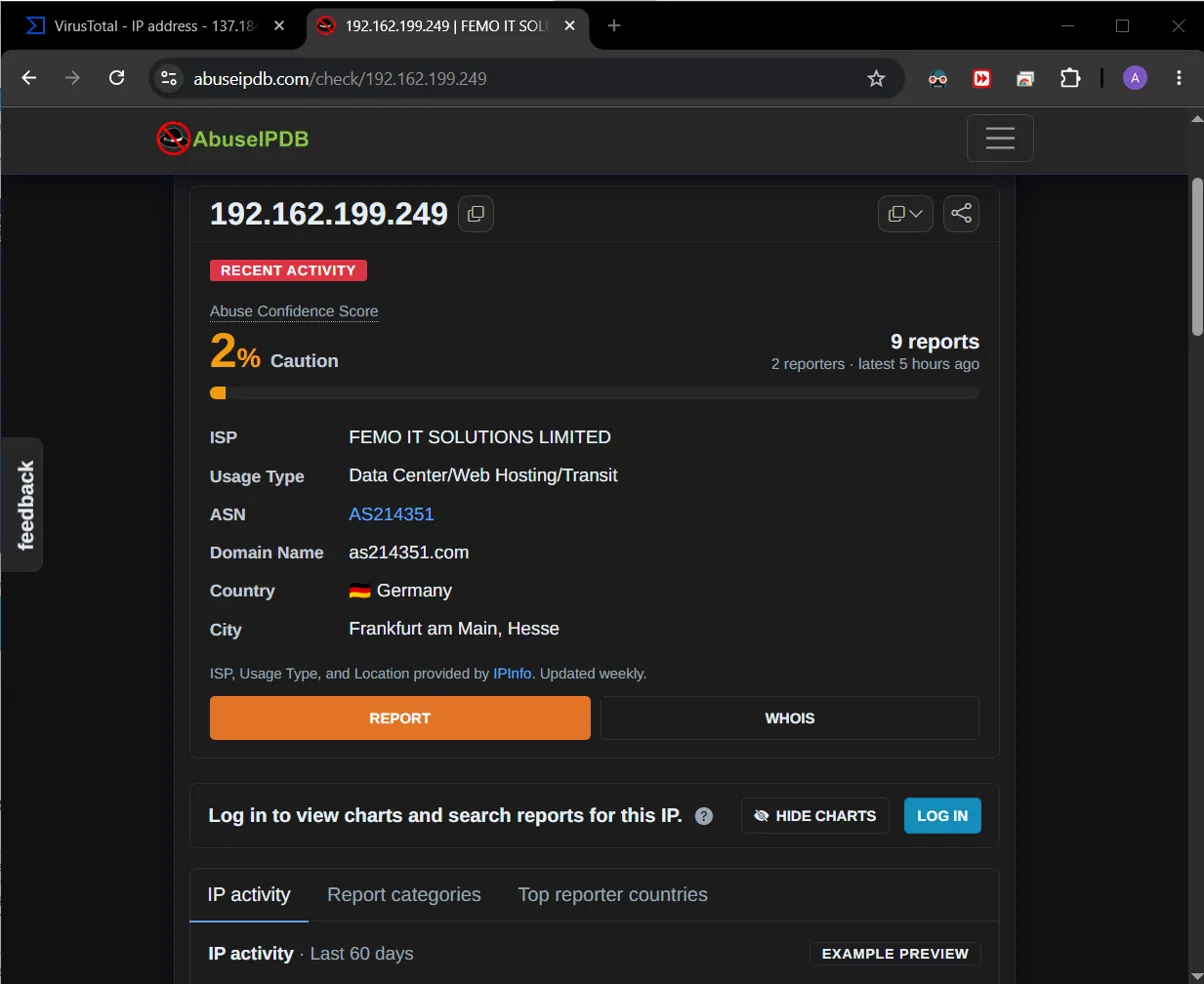 VirusTotal - IP address - 137.184
192.162.199.249 | FEMO IT SOLU
abuseipdb.com/check/192.162.199.249
A
AbuseIPDB
192.162.199.249
RECENT ACTIVITY
Abuse Confidence Score
2% Caution
9 reports
2 reporters · latest 5 hours ago
ISP FEMO IT SOLUTIONS LIMITED
Usage Type Data Center/Web Hosting/Transit
ASN AS214351
Domain Name as214351.com
Country Germany
City Frankfurt am Main, Hesse
ISP, Usage Type, and Location provided by IPInfo. Updated weekly.
REPORT WHOIS
feedback
Log in to view charts and search reports for this IP. ? HIDE CHARTS LOG IN
IP activity Report categories Top reporter countries
IP activity · Last 60 days EXAMPLE PREVIEW